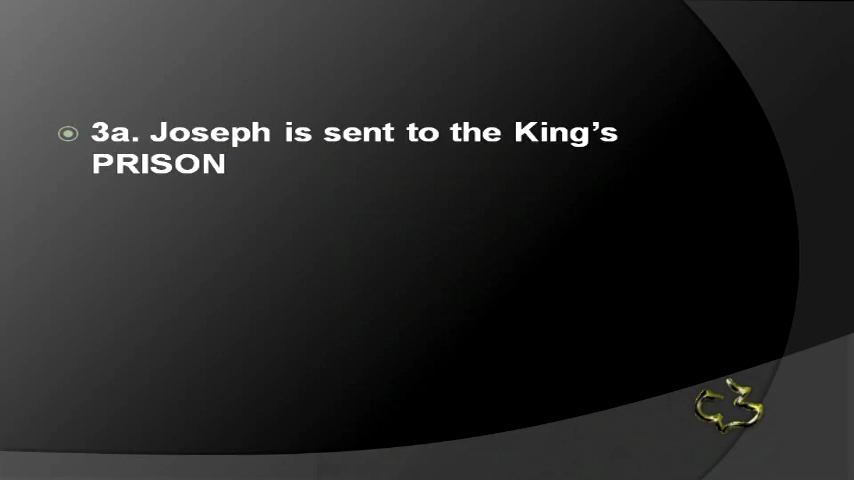 3a. Joseph is sent to the King’s
PRISON